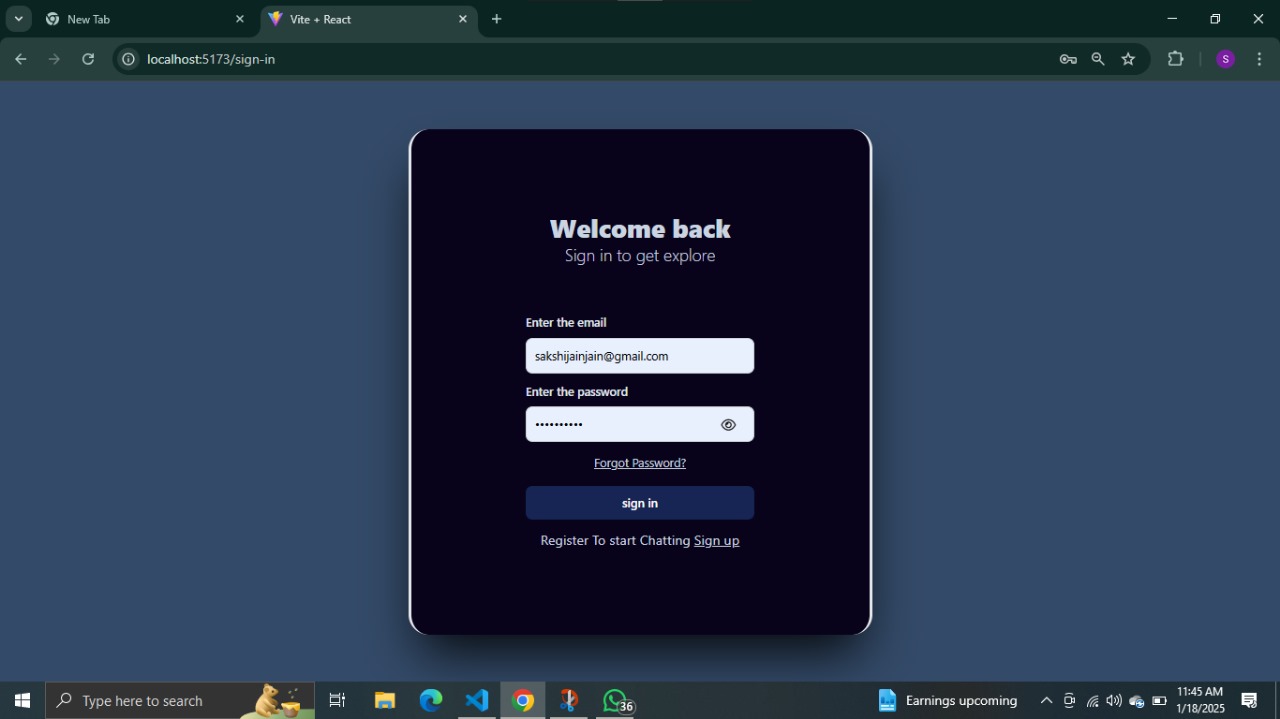 New Tab
Vite + React
localhost:5173/sign-in
S
Welcome back
Sign in to get explore
Enter the email
sakshijainjain@gmail.com
Enter the password
••••••••••
Forgot Password?
sign in
Register To start Chatting Sign up
Type here to search
36
Earnings upcoming
11:45 AM
1/18/2025